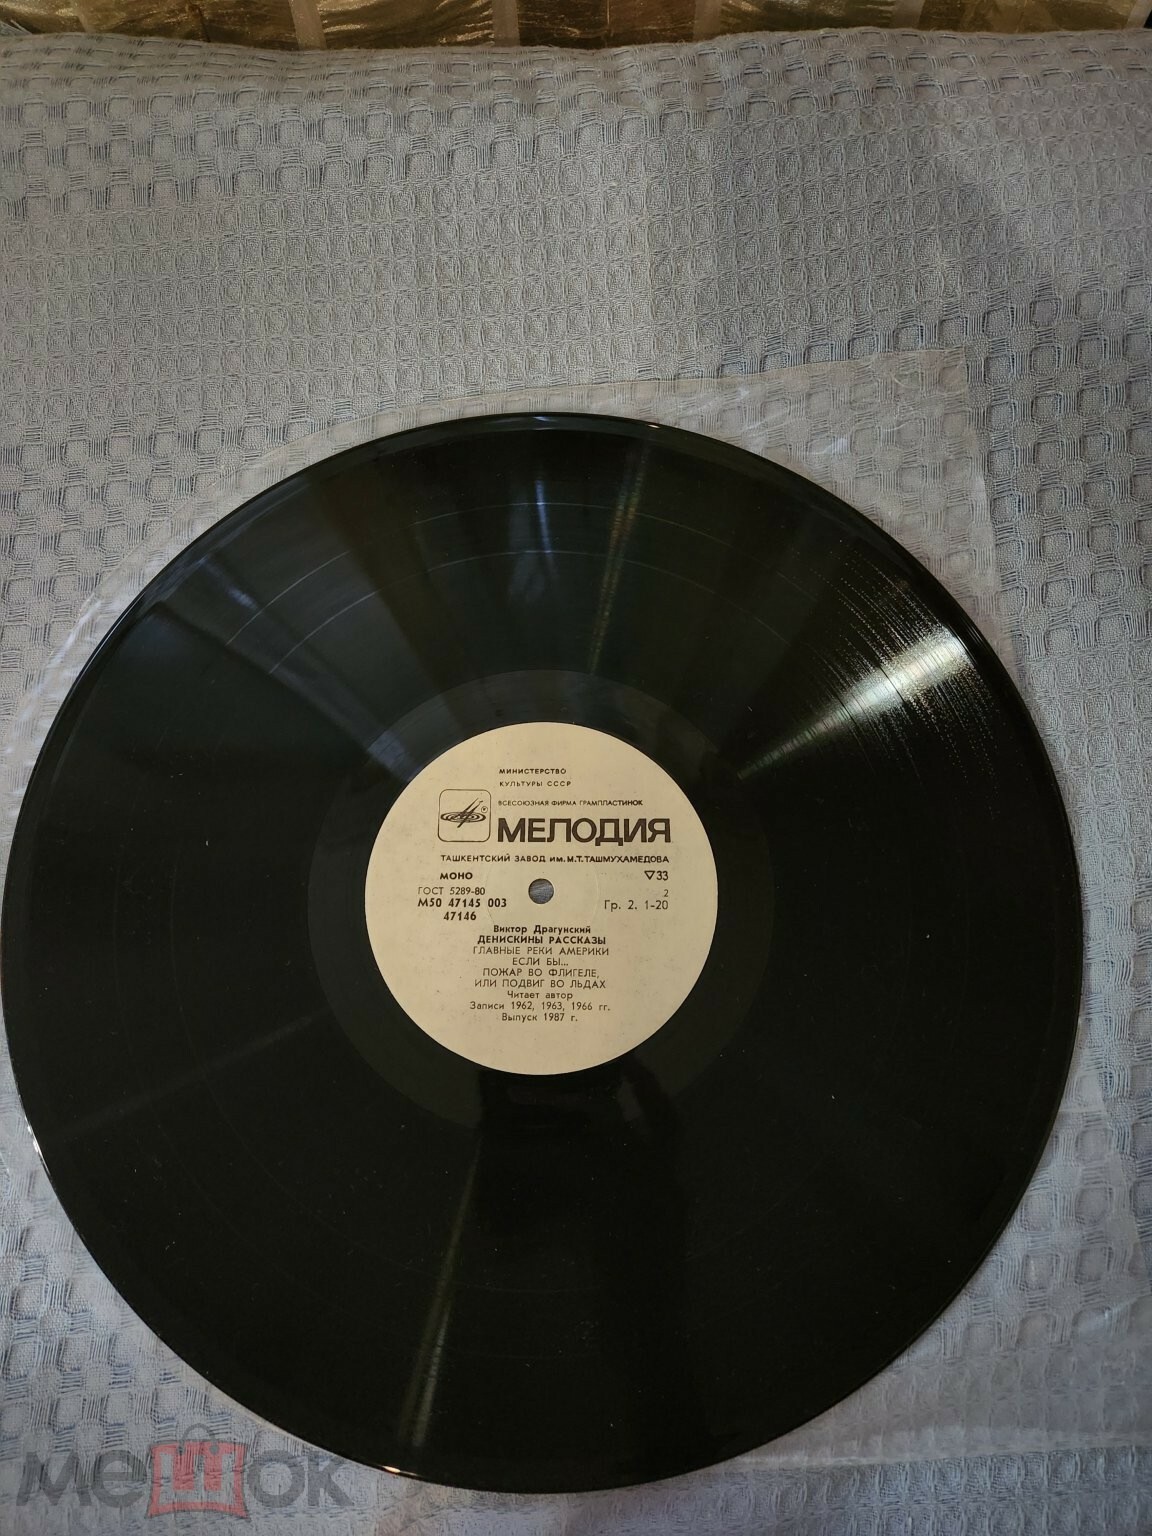 МИНИСТЕРСТВО
КУЛЬТУРЫ СССР
ВСЕСОЮЗНАЯ ФИРМА ГРАМПЛАСТИНОК
МЕЛОДИЯ
ТАШКЕНТСКИЙ ЗАВОД ИМ. М.Т.ТАШМУХАМЕДОВА
МОНО ▽33
ГОСТ 5289-80 2
М50 47145 003 Гр. 2. 1-20
47146
Виктор Драгунский
ДЕНИСКИНЫ РАССКАЗЫ
ГЛАВНЫЕ РЕКИ АМЕРИКИ
ЕСЛИ БЫ...
ПОЖАР ВО ФЛИГЕЛЕ,
ИЛИ ПОДВИГ ВО ЛЬДАХ
Читает автор
Записи 1962, 1963, 1966 гг.
Выпуск 1987 г.
мешок